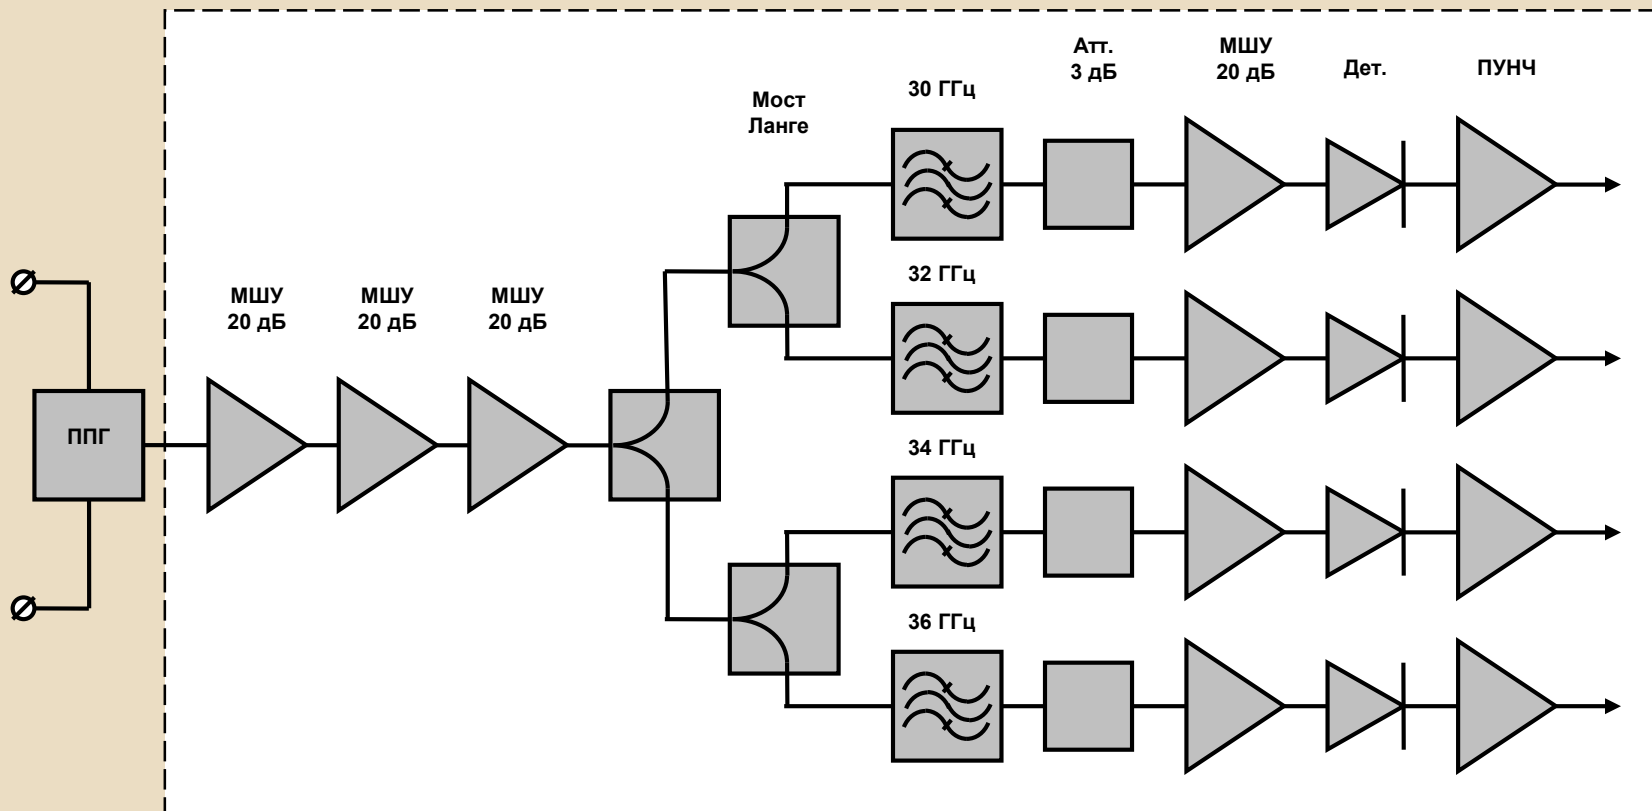 Атт.
3 дБ
МШУ
20 дБ
Дет.
ПУНЧ
30 ГГц
Мост
Ланге
32 ГГц
МШУ
20 дБ
МШУ
20 дБ
МШУ
20 дБ
ППГ
34 ГГц
36 ГГц